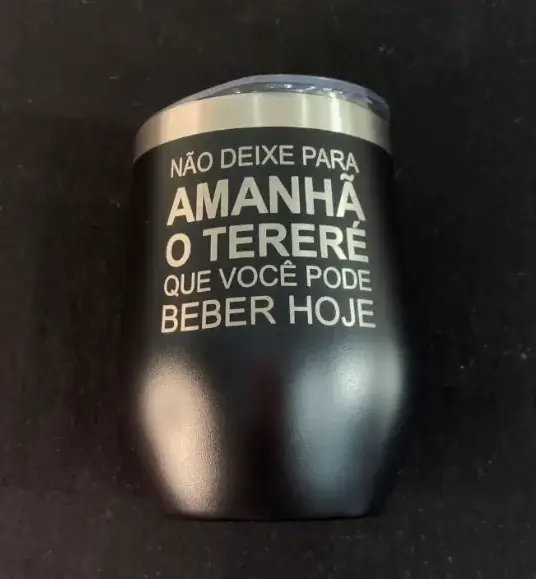 NÃO DEIXE PARA
AMANHÃ
O TERERÉ
QUE VOCÊ PODE
BEBER HOJE